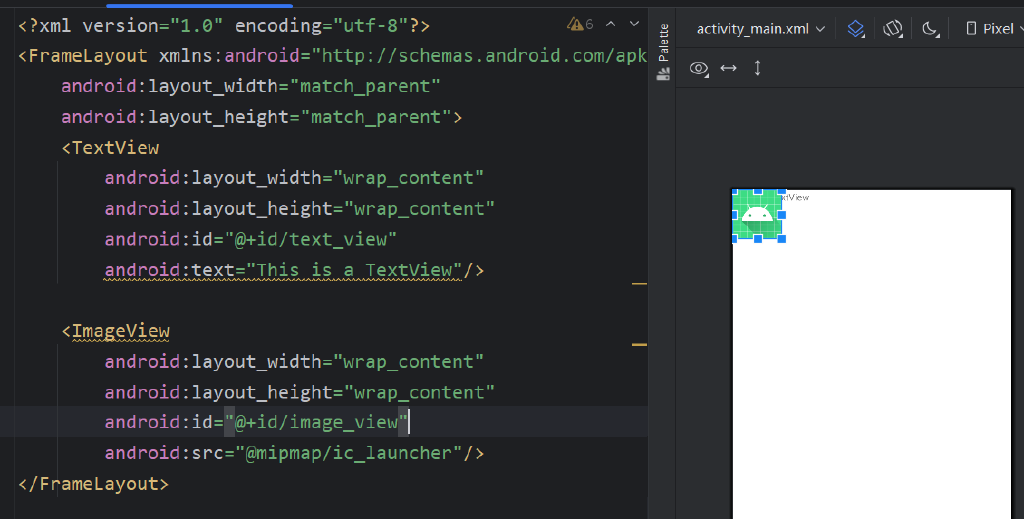 <?xml version="1.0" encoding="utf-8"?>
6
<FrameLayout xmlns:android="http://schemas.android.com/apk
android:layout_width="match_parent"
android:layout_height="match_parent">
<TextView
android:layout_width="wrap_content"
android:layout_height="wrap_content"
android:id="@+id/text_view"
android:text="This is a TextView"/>
<ImageView
android:layout_width="wrap_content"
android:layout_height="wrap_content"
android:id="@+id/image_view"
android:src="@mipmap/ic_launcher"/>
</FrameLayout>
Palette
activity_main.xml
Pixel